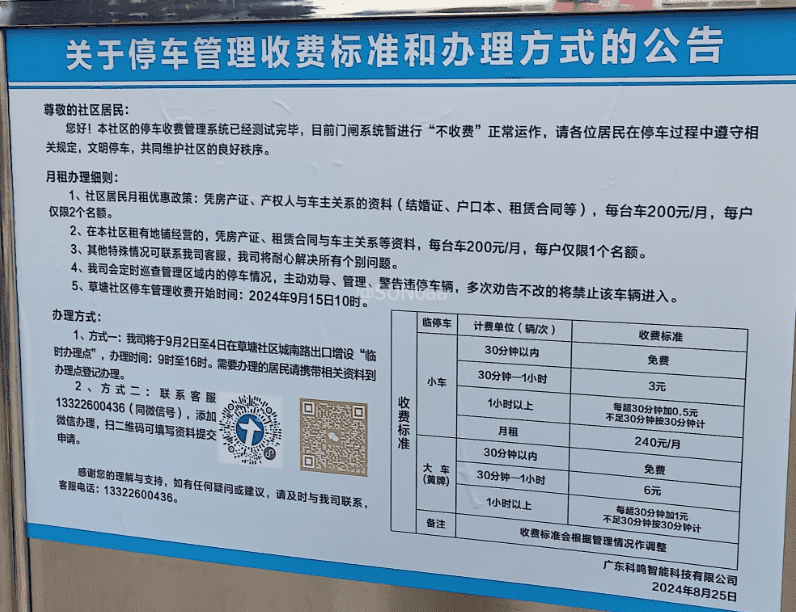 关于停车管理收费标准和办理方式的公告
尊敬的社区居民：
您好！本社区的停车收费管理系统已经测试完毕，目前门闸系统暂进行“不收费”正常运作，请各位居民在停车过程中遵守相
关规定，文明停车，共同维护社区的良好秩序。
月租办理细则：
1、社区居民月租优惠政策：凭房产证、产权人与车主关系的资料（结婚证、户口本、租赁合同等），每台车200元/月，每户
仅限2个名额。
2、在本社区租有地铺经营的，凭房产证、租赁合同与车主关系等资料，每台车200元/月，每户仅限1个名额。
3、其他特殊情况可联系我司客服，我司将耐心解决所有个别问题。
4、我司会定时巡查管理区域内的停车情况，主动劝导、管理、警告违停车辆，多次劝告不改的将禁止该车辆进入。
5、草塘社区停车管理收费开始时间：2024年9月15日10时。
办理方式：
1、方式一：我司将于9月2日至4日在草塘社区城南路出口增设“临
时办理点”，办理时间：9时至16时。需要办理的居民请携带相关资料到
办理点登记办理。
2、方式二：联系客服
13322600436（同微信号），添加
微信办理，扫二维码可填写资料提交
申请。
感谢您的理解与支持，如有任何疑问或建议，请及时与我司联系，
客服电话：13322600436。
收费标准
临停车 计费单位（辆/次） 收费标准
小车
30分钟以内 免费
30分钟—1小时 3元
1小时以上 每超30分钟加0.5元
不足30分钟按30分钟计
月租 240元/月
大车
(黄牌)
30分钟以内 免费
30分钟—1小时 6元
1小时以上 每超30分钟加1元
不足30分钟按30分钟计
备注 收费标准会根据管理情况作调整
广东科鸣智能科技有限公司
2024年8月25日